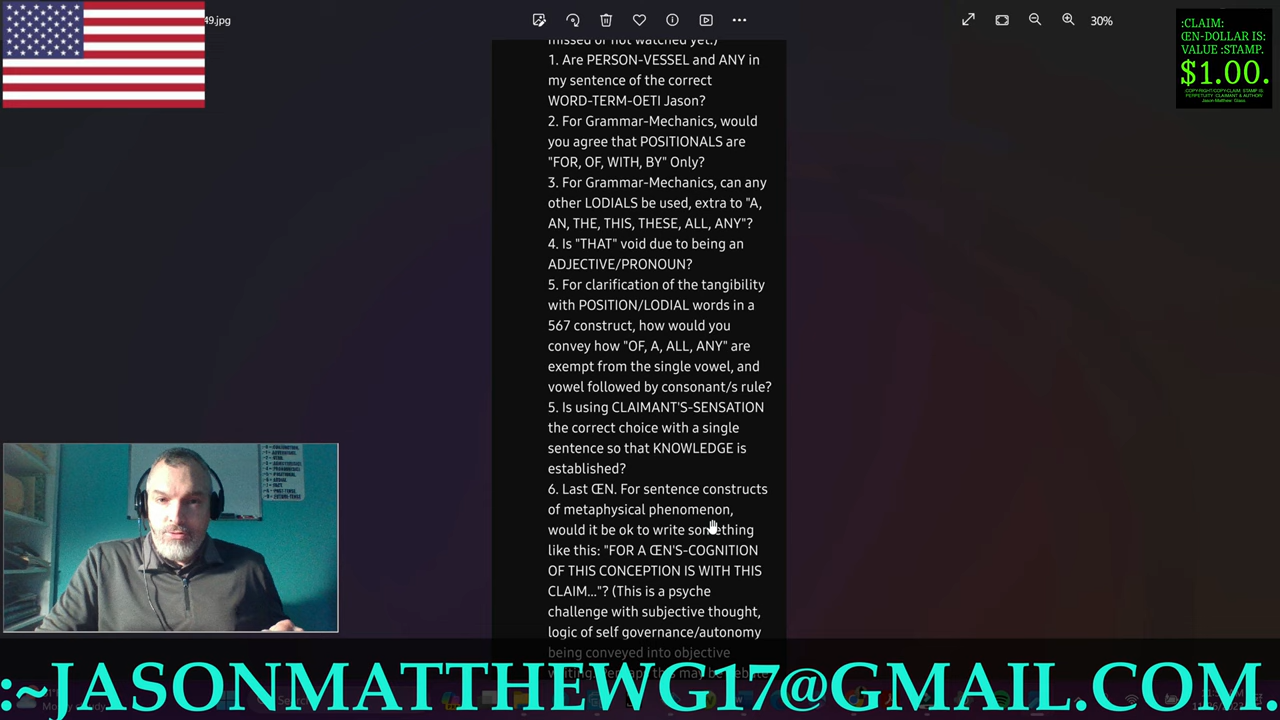 49.jpg
30%
:CLAIM:
ŒN-DOLLAR IS:
VALUE :STAMP.
$1.00.
Jason-Matthew: Glass
missed or not watched yet.)
1. Are PERSON-VESSEL and ANY in
my sentence of the correct
WORD-TERM-OETI Jason?
2. For Grammar-Mechanics, would
you agree that POSITIONALS are
"FOR, OF, WITH, BY" Only?
3. For Grammar-Mechanics, can any
other LODIALS be used, extra to "A,
AN, THE, THIS, THESE, ALL, ANY"?
4. Is "THAT" void due to being an
ADJECTIVE/PRONOUN?
5. For clarification of the tangibility
with POSITION/LODIAL words in a
567 construct, how would you
convey how "OF, A, ALL, ANY" are
exempt from the single vowel, and
vowel followed by consonant/s rule?
5. Is using CLAIMANT'S-SENSATION
the correct choice with a single
sentence so that KNOWLEDGE is
established?
6. Last ŒN. For sentence constructs
of metaphysical phenomenon,
would it be ok to write something
like this: "FOR A ŒN'S-COGNITION
OF THIS CONCEPTION IS WITH THIS
CLAIM..."? (This is a psyche
challenge with subjective thought,
logic of self governance/autonomy
being conveyed into objective
:~JASONMATTHEWG17@GMAIL.COM.